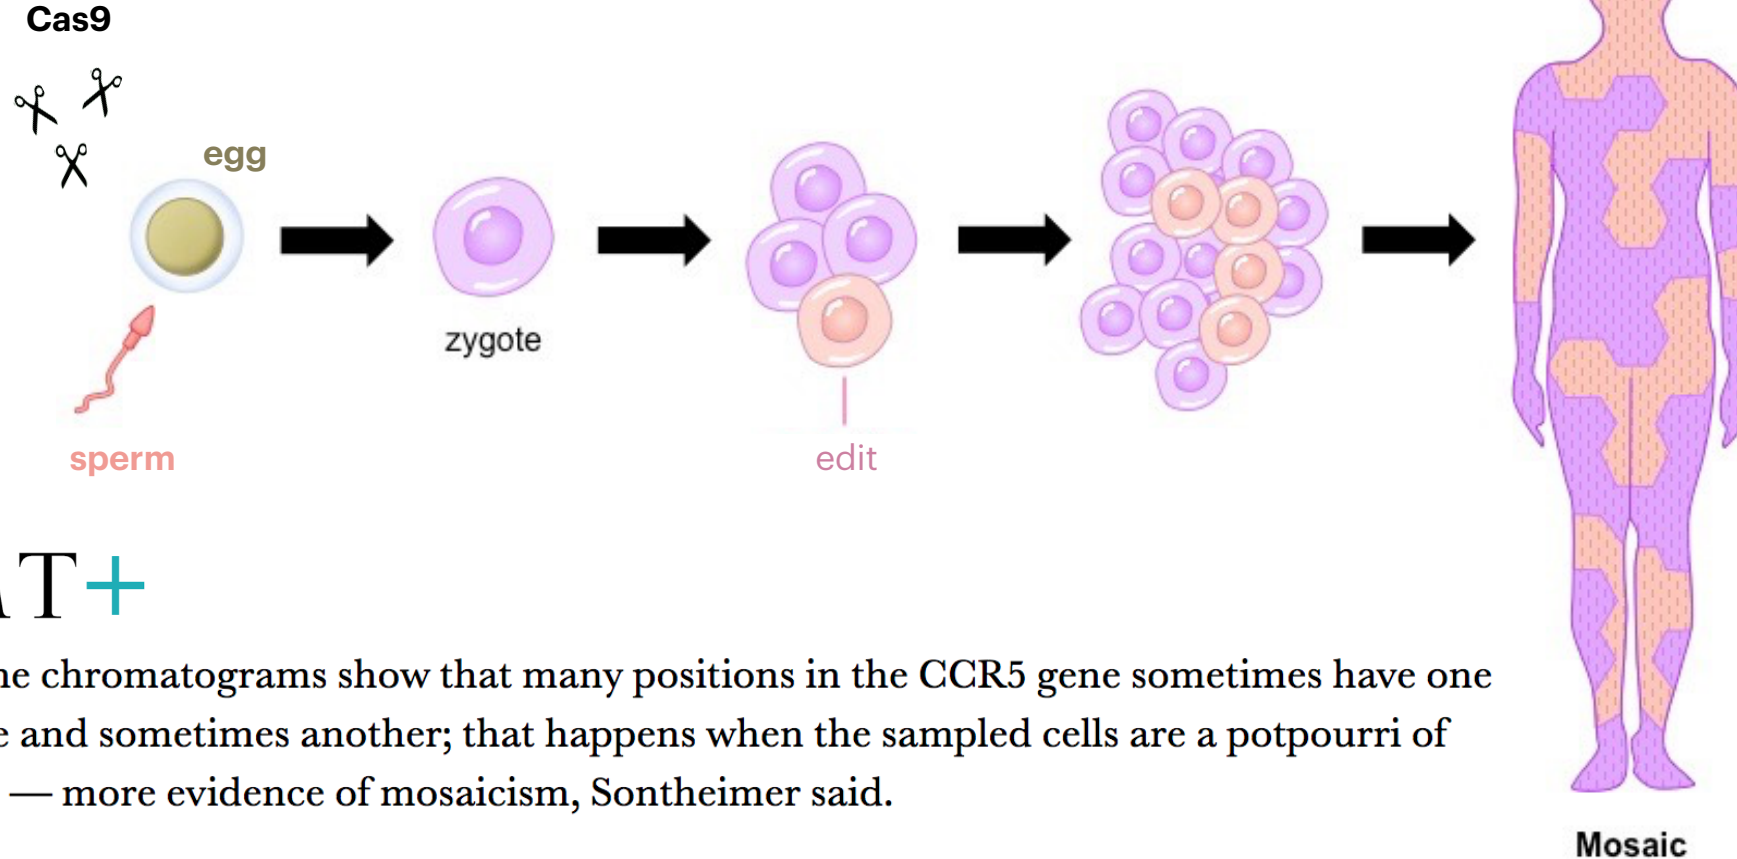 Cas9
egg
zygote
sperm
edit
T+
chromatograms show that many positions in the CCR5 gene sometimes have one
and sometimes another; that happens when the sampled cells are a potpourri of
— more evidence of mosaicism, Sontheimer said.
Mosaic